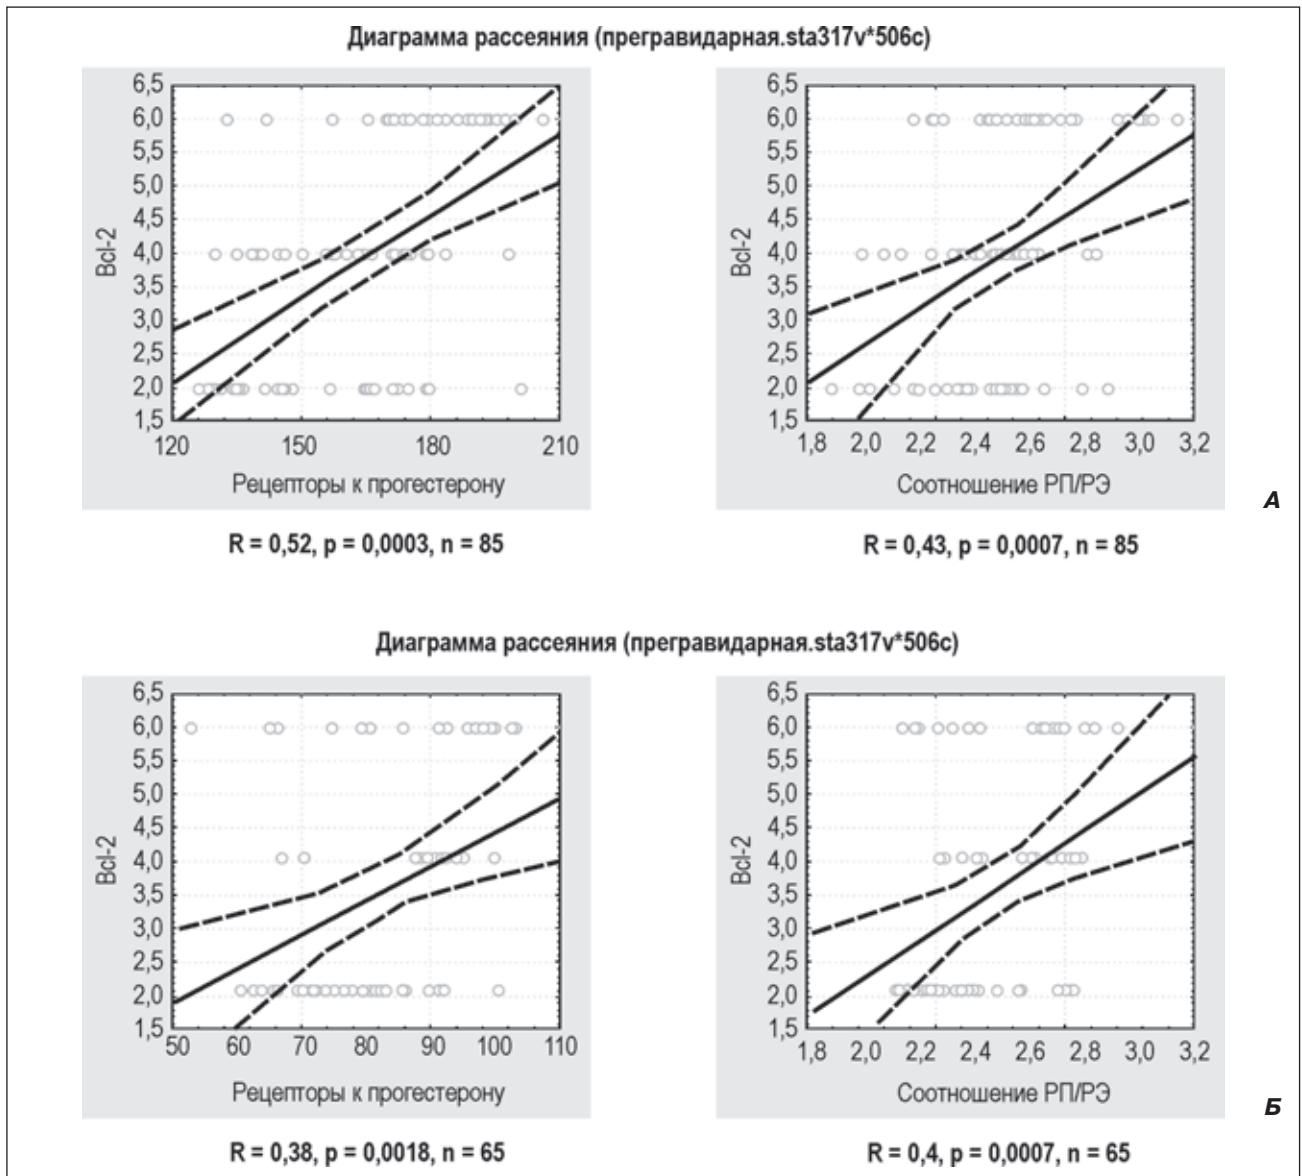 Диаграмма рассеяния (прегравидарная.sta317v*506c)
6,5
6,0
5,5
5,0
4,5
4,0
3,5
3,0
2,5
2,0
1,5
Bcl-2
120 150 180 210
Рецепторы к прогестерону
R = 0,52, p = 0,0003, n = 85
6,5
6,0
5,5
5,0
4,5
4,0
3,5
3,0
2,5
2,0
1,5
Bcl-2
1,8 2,0 2,2 2,4 2,6 2,8 3,0 3,2
Соотношение РП/РЭ
R = 0,43, p = 0,0007, n = 85
А
Диаграмма рассеяния (прегравидарная.sta317v*506c)
6,5
6,0
5,5
5,0
4,5
4,0
3,5
3,0
2,5
2,0
1,5
Bcl-2
50 60 70 80 90 100 110
Рецепторы к прогестерону
R = 0,38, p = 0,0018, n = 65
6,5
6,0
5,5
5,0
4,5
4,0
3,5
3,0
2,5
2,0
1,5
Bcl-2
1,8 2,0 2,2 2,4 2,6 2,8 3,0 3,2
Соотношение РП/РЭ
R = 0,4, p = 0,0007, n = 65
Б